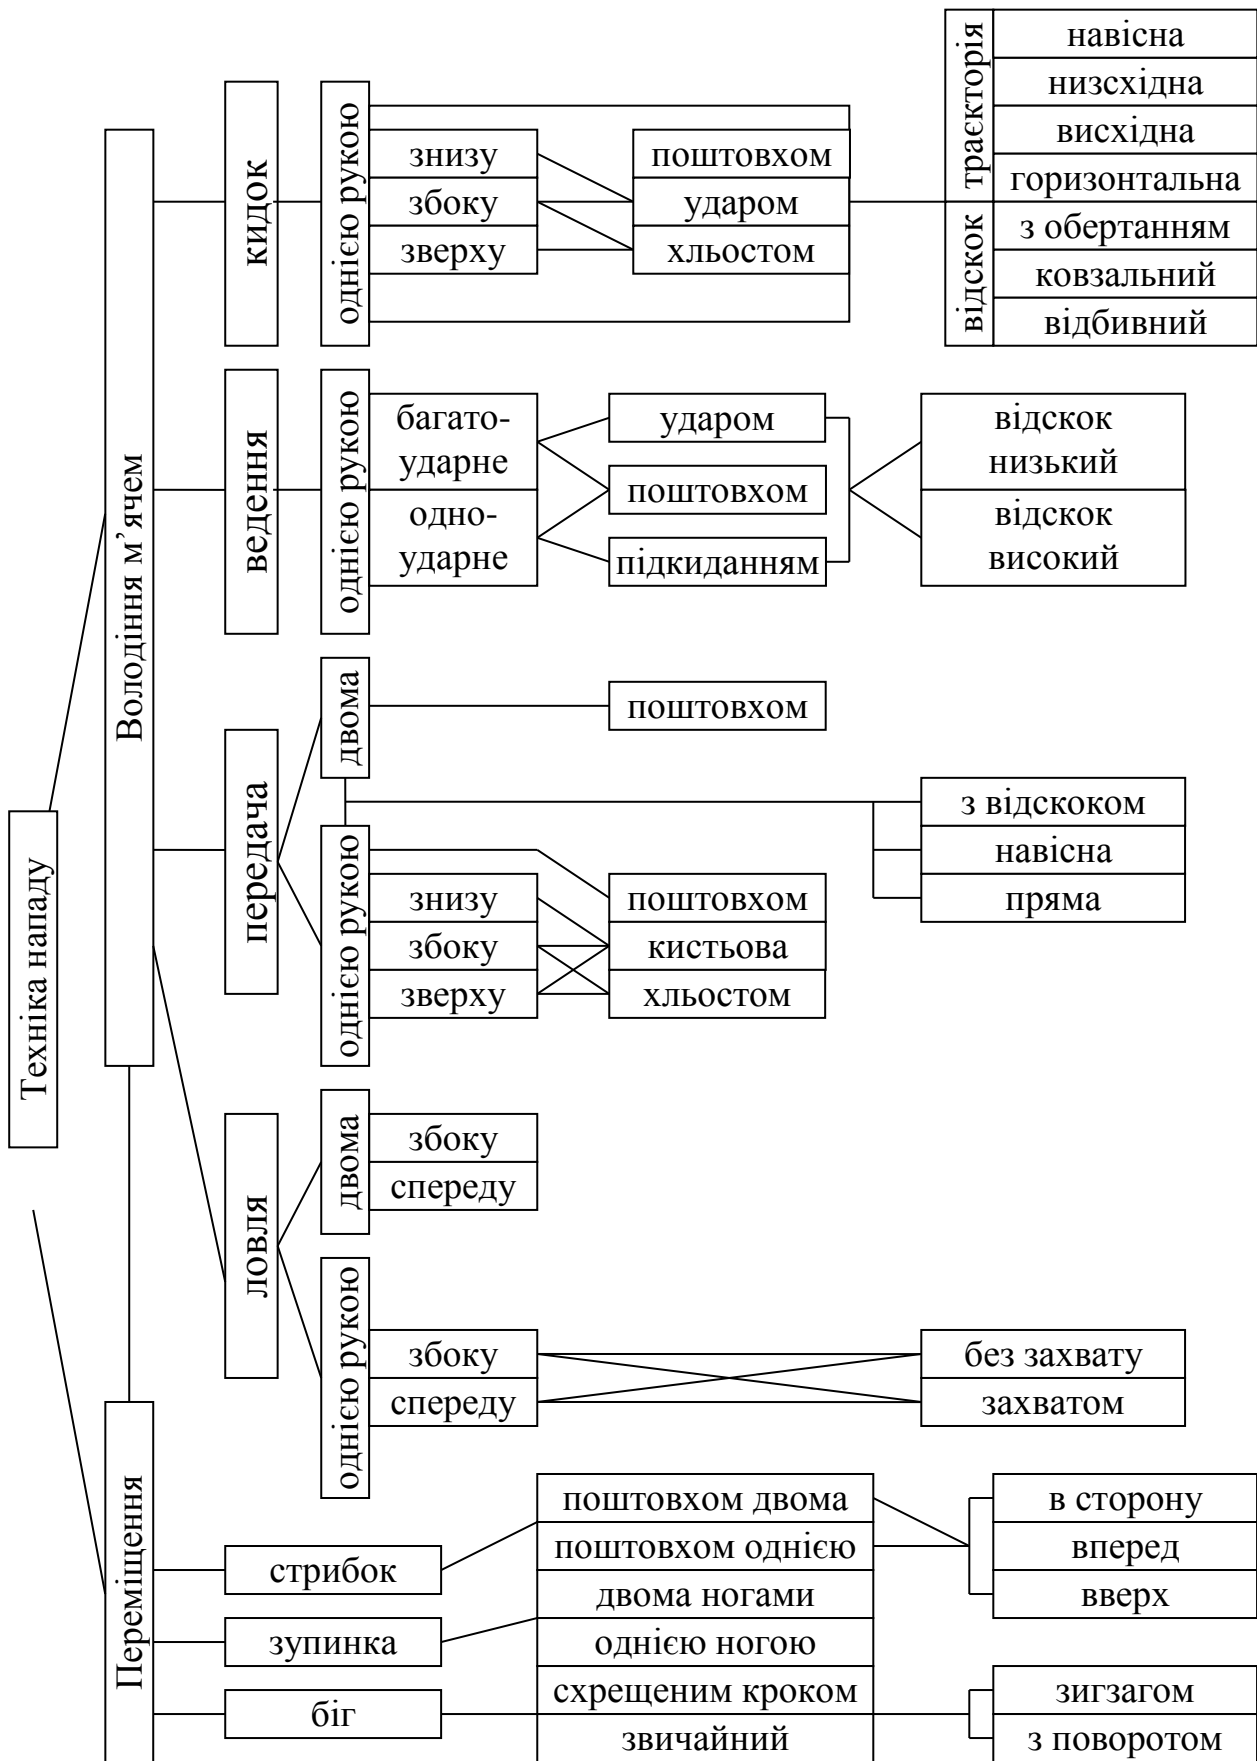 Техніка нападу
Володіння м’ячем
кидок
однією рукою
знизу
збоку
зверху
поштовхом
ударом
хльостом
траєкторія
навісна
низсхідна
висхідна
горизонтальна
відскок
з обертанням
ковзальний
відбивний
ведення
однією рукою
багато-
ударне
одно-
ударне
ударом
поштовхом
підкиданням
відскок
низький
відскок
високий
передача
двома
поштовхом
однією рукою
знизу
збоку
зверху
поштовхом
кистьова
хльостом
з відскоком
навісна
пряма
ловля
двома
збоку
спереду
однією рукою
збоку
спереду
без захвату
захватом
Переміщення
стрибок
поштовхом двома
поштовхом однією
в сторону
вперед
вверх
зупинка
двома ногами
однією ногою
біг
схрещеним кроком
звичайний
зигзагом
з поворотом